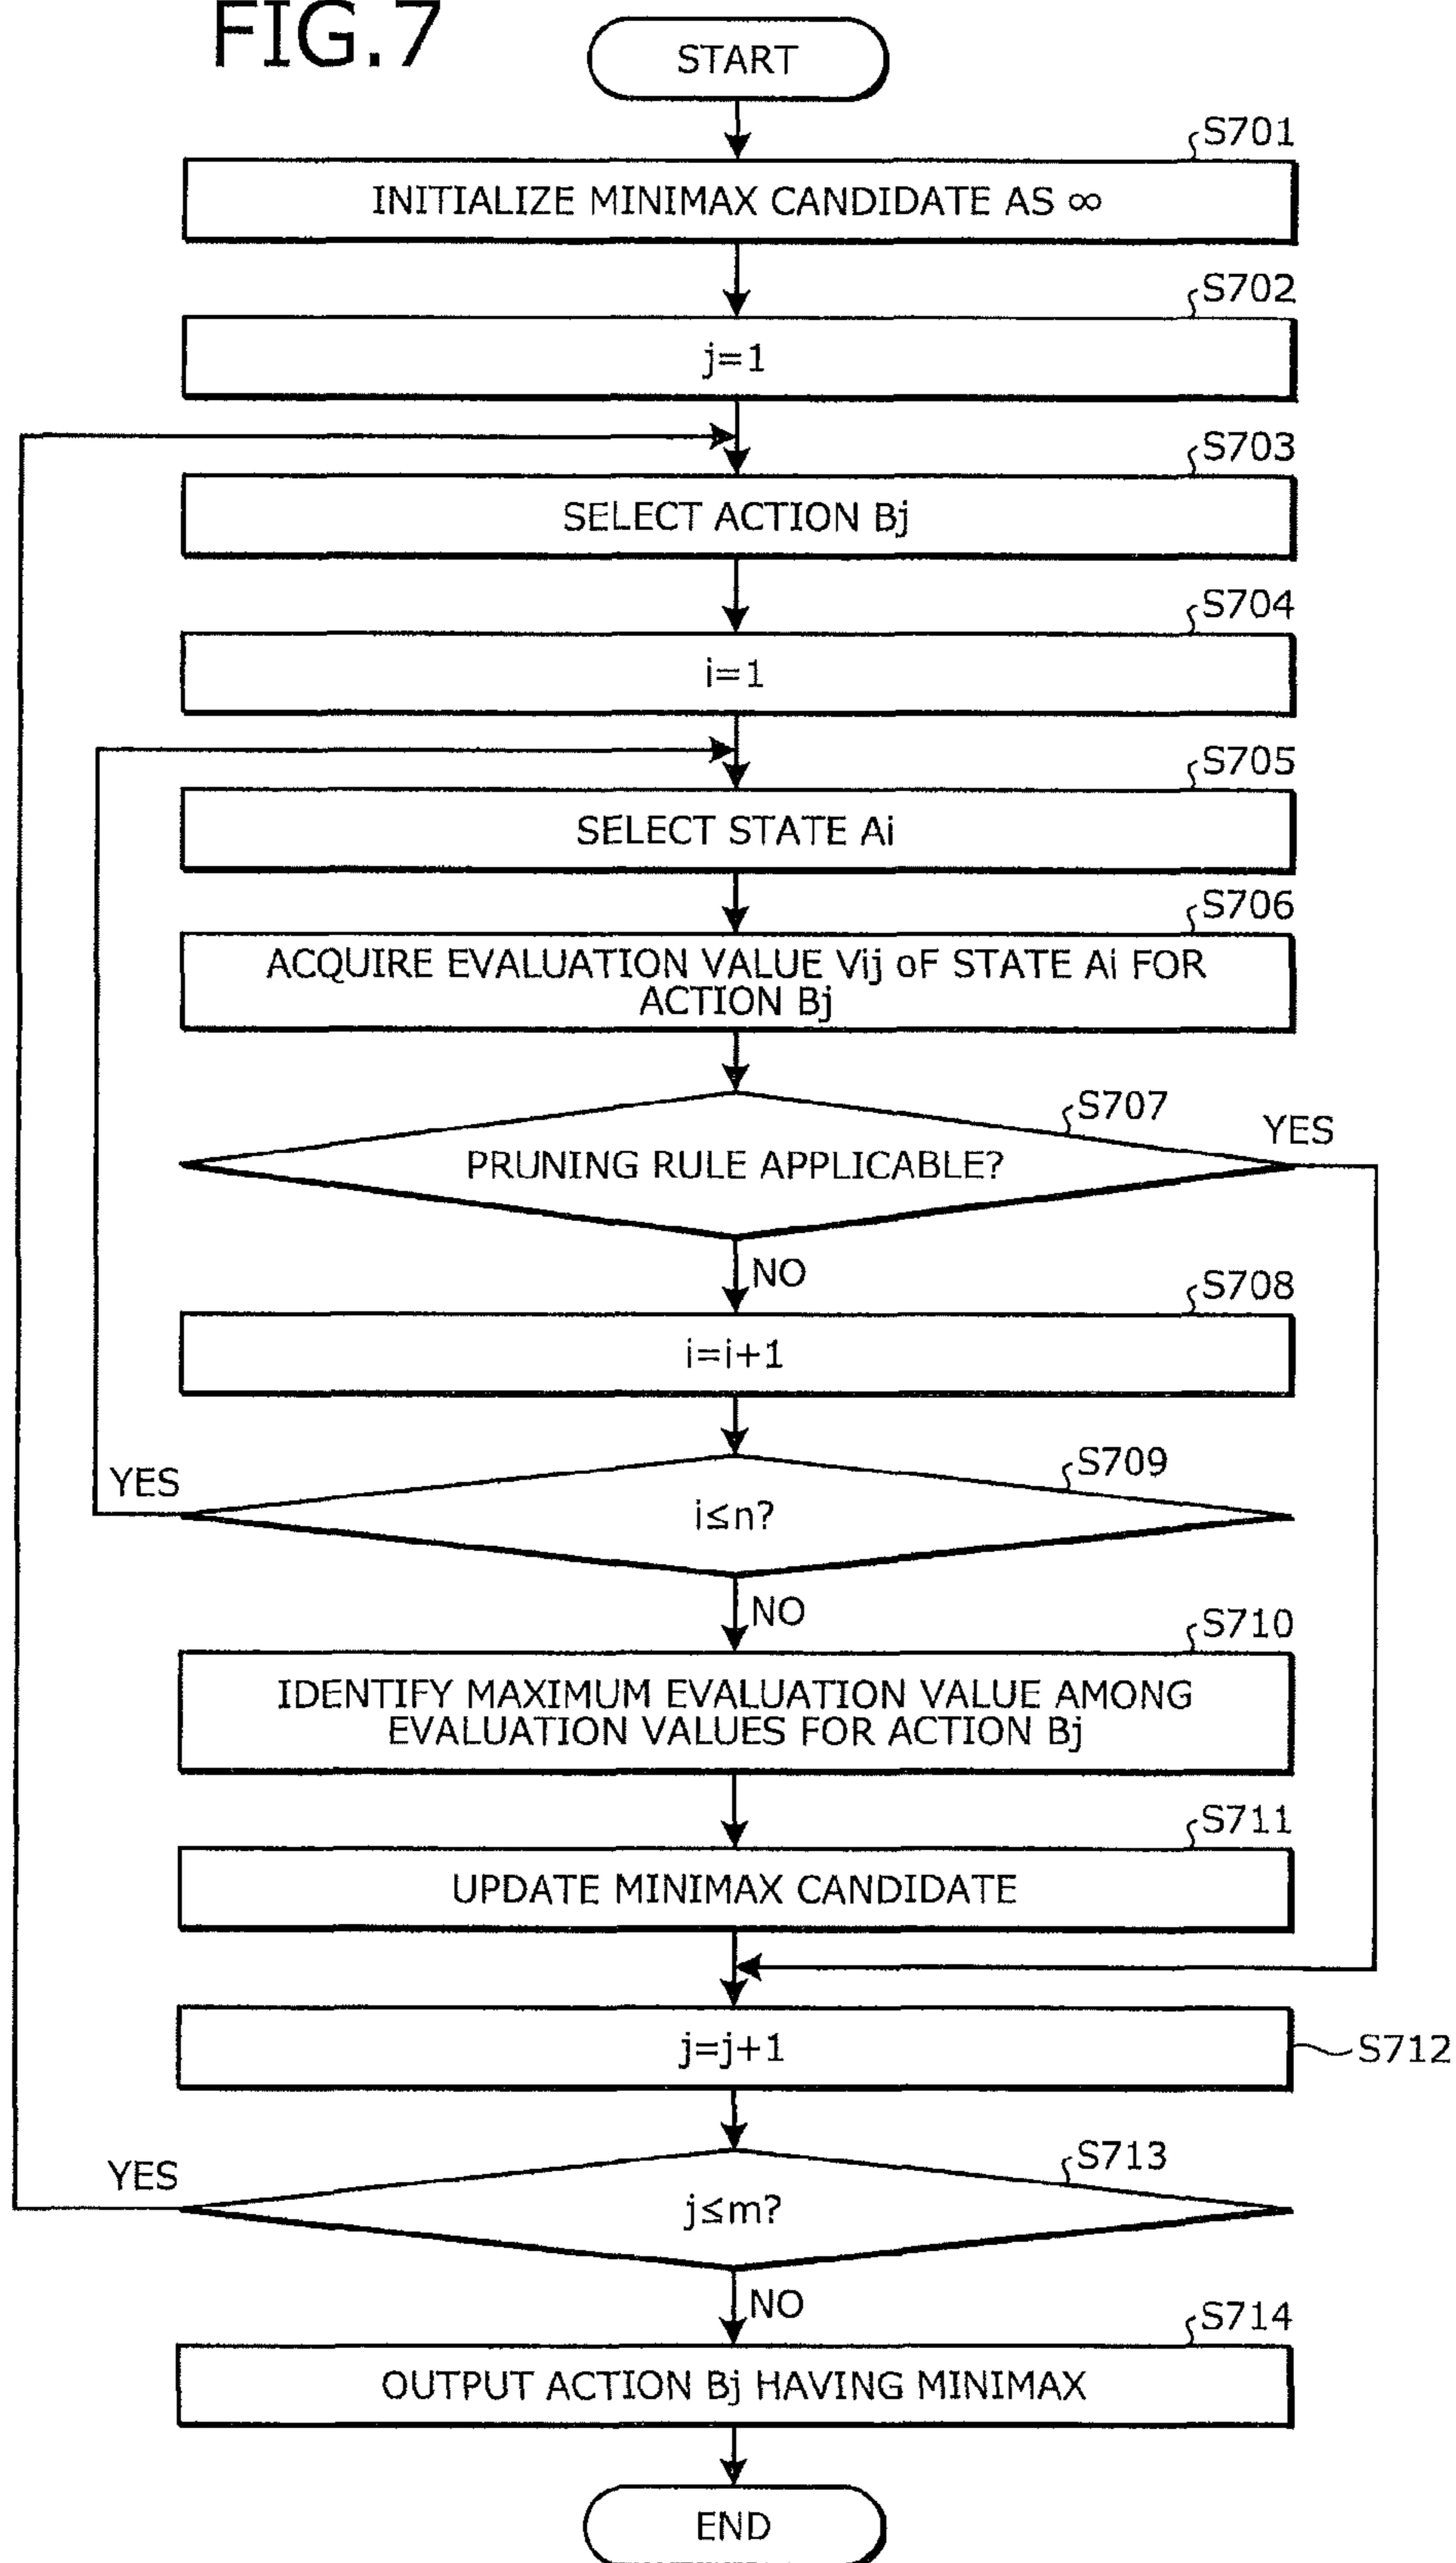 FIG.7
START
S701
INITIALIZE MINIMAX CANDIDATE AS ∞
S702
j=1
S703
SELECT ACTION Bj
S704
i=1
S705
SELECT STATE Ai
S706
ACQUIRE EVALUATION VALUE Vij oF STATE Ai FOR
ACTION Bj
S707
YES
PRUNING RULE APPLICABLE?
NO
S708
i=i+1
S709
YES
i≤n?
NO
S710
IDENTIFY MAXIMUM EVALUATION VALUE AMONG
EVALUATION VALUES FOR ACTION Bj
S711
UPDATE MINIMAX CANDIDATE
j=j+1
S712
S713
YES
j≤m?
NO
S714
OUTPUT ACTION Bj HAVING MINIMAX
END